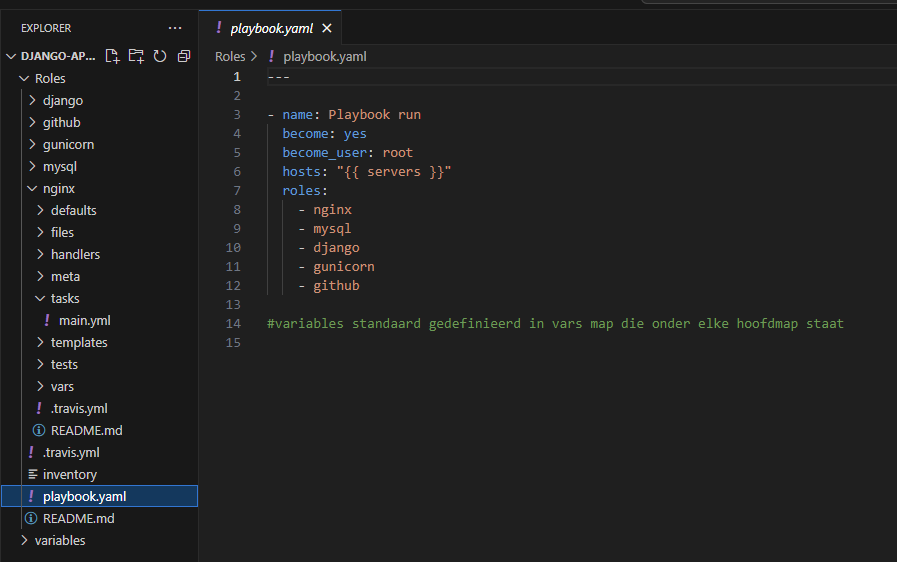 EXPLORER
DJANGO-AP...
Roles
django
github
gunicorn
mysql
nginx
defaults
files
handlers
meta
tasks
! main.yml
templates
tests
vars
! .travis.yml
README.md
! .travis.yml
inventory
! playbook.yaml
README.md
variables
! playbook.yaml
Roles > ! playbook.yaml
1 ---
2
3 - name: Playbook run
4   become: yes
5   become_user: root
6   hosts: "{{ servers }}"
7   roles:
8     - nginx
9     - mysql
10     - django
11     - gunicorn
12     - github
13
14 #variables standaard gedefinieerd in vars map die onder elke hoofdmap staat
15